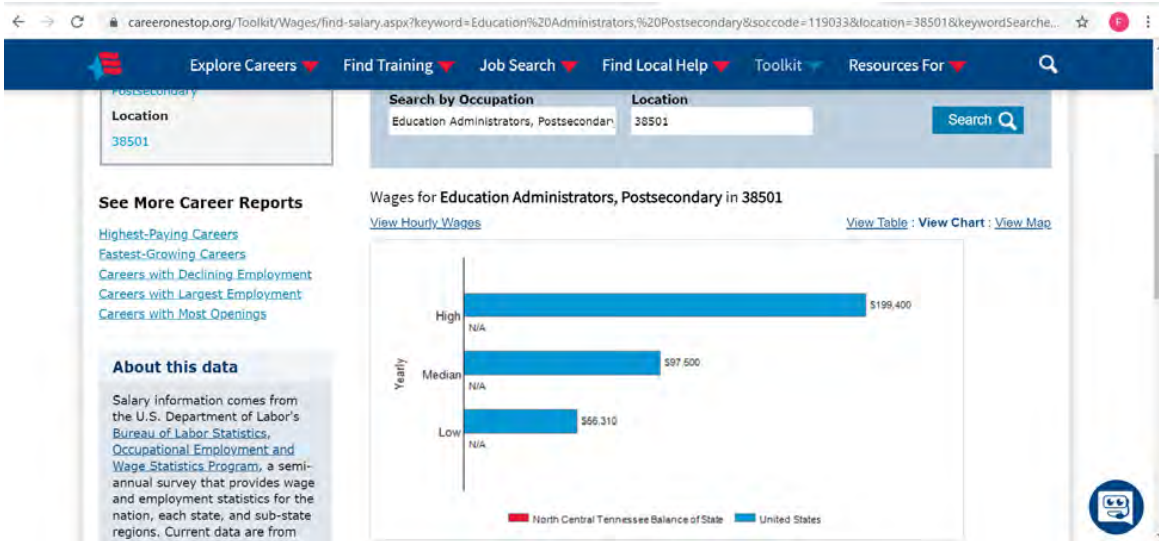 careeronestop.org/Toolkit/Wages/find-salary.aspx?keyword=Education%20Administrators,%20Postsecondary&soccode=119033&location=38501&keywordSearche...
E
Explore Careers Find Training Job Search Find Local Help Toolkit Resources For
Postsecondary
Location
38501
Search by Occupation Location
Education Administrators, Postsecondary 38501 Search
See More Career Reports
Highest-Paying Careers
Fastest-Growing Careers
Careers with Declining Employment
Careers with Largest Employment
Careers with Most Openings
About this data
Salary information comes from
the U.S. Department of Labor's
Bureau of Labor Statistics,
Occupational Employment and
Wage Statistics Program, a semi-
annual survey that provides wage
and employment statistics for the
nation, each state, and sub-state
regions. Current data are from
Wages for Education Administrators, Postsecondary in 38501
View Hourly Wages View Table : View Chart : View Map
Yearly
High $199,400
N/A
Median $97,500
N/A
Low $56,310
N/A
North Central Tennessee Balance of State United States